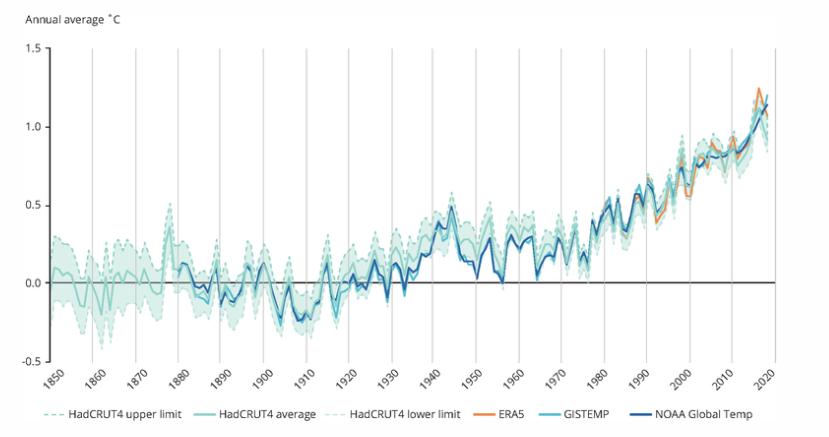 Annual average °C
1.5
1.0
0.5
0.0
-0.5
1850 1860 1870 1880 1890 1900 1910 1920 1930 1940 1950 1960 1970 1980 1990 2000 2010 2020
HadCRUT4 upper limit HadCRUT4 average HadCRUT4 lower limit ERA5 GISTEMP NOAA Global Temp